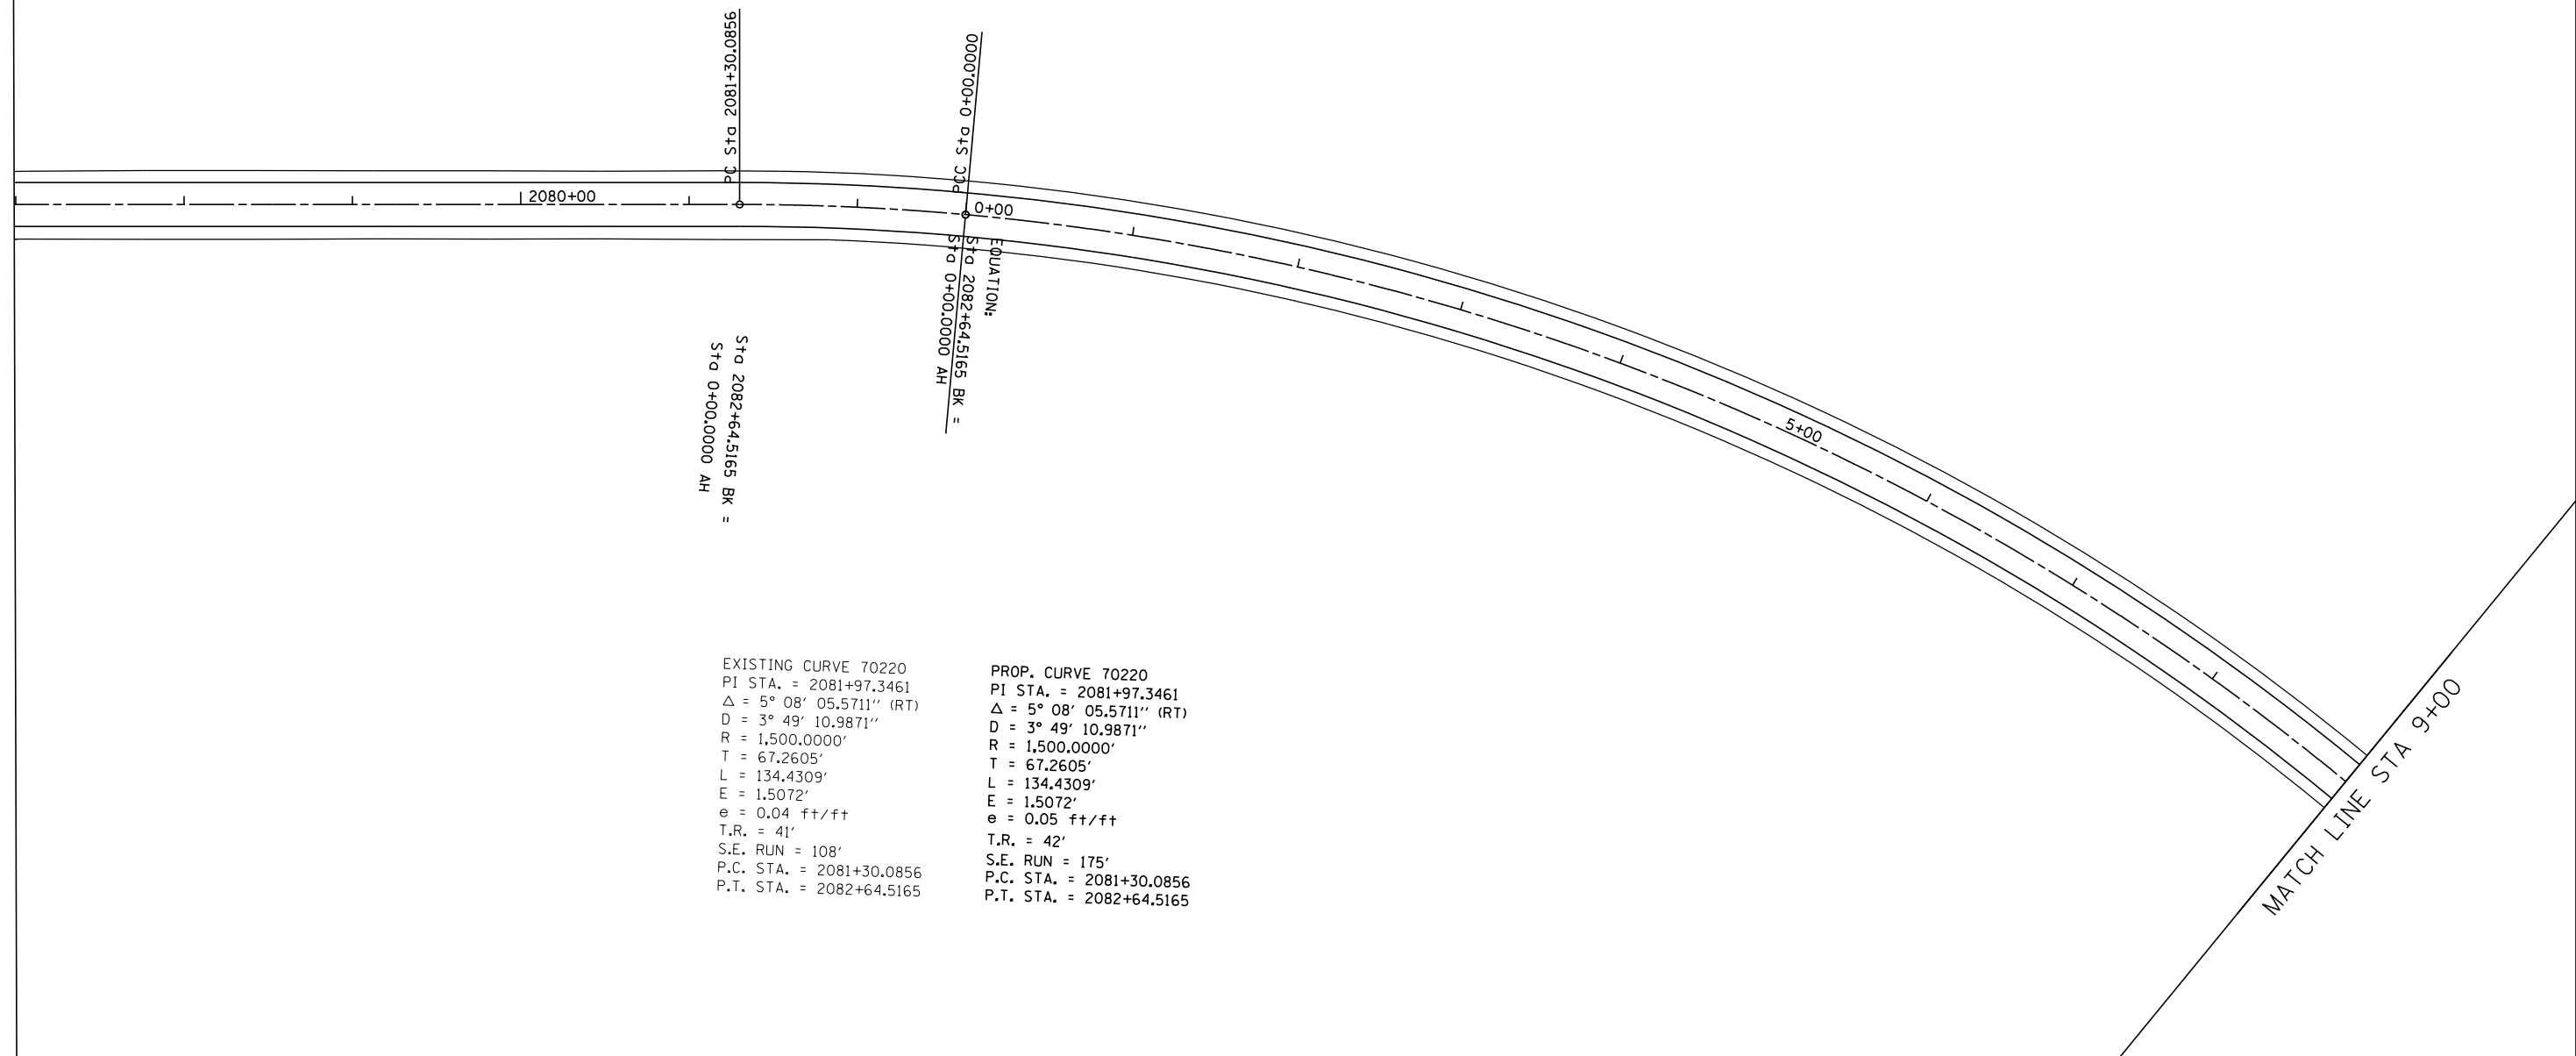 PC Sta 2081+30.0856
PCC Sta 0+00.0000
2080+00
0+00
EQUATION:
Sta 2082+64.5165 BK =
Sta 0+00.0000 AH
Sta 2082+64.5165 BK =
Sta 0+00.0000 AH
5+00
MATCH LINE STA 9+00
EXISTING CURVE 70220
PI STA. = 2081+97.3461
Δ = 5° 08' 05.5711'' (RT)
D = 3° 49' 10.9871''
R = 1,500.0000'
T = 67.2605'
L = 134.4309'
E = 1.5072'
e = 0.04 ft/ft
T.R. = 41'
S.E. RUN = 108'
P.C. STA. = 2081+30.0856
P.T. STA. = 2082+64.5165
PROP. CURVE 70220
PI STA. = 2081+97.3461
Δ = 5° 08' 05.5711'' (RT)
D = 3° 49' 10.9871''
R = 1,500.0000'
T = 67.2605'
L = 134.4309'
E = 1.5072'
e = 0.05 ft/ft
T.R. = 42'
S.E. RUN = 175'
P.C. STA. = 2081+30.0856
P.T. STA. = 2082+64.5165